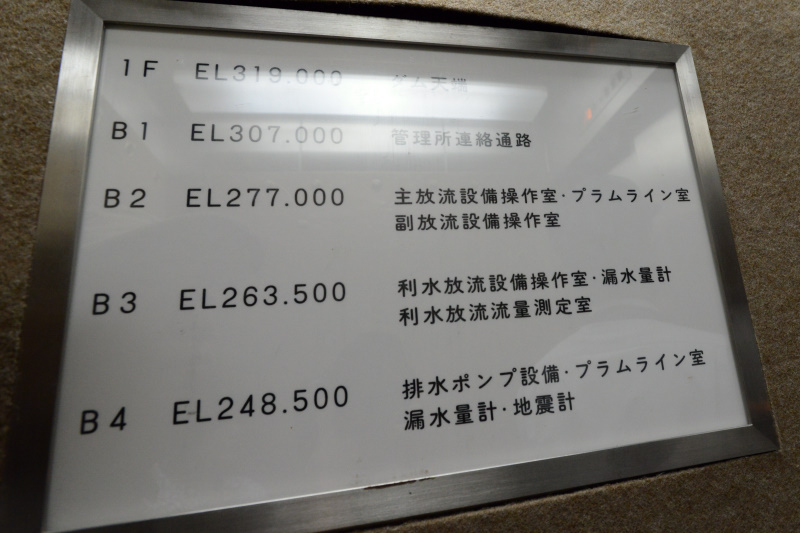 1F EL319.000 ダム天端
B1 EL307.000 管理所連絡通路
B2 EL277.000 主放流設備操作室・プラムライン室
副放流設備操作室
B3 EL263.500 利水放流設備操作室・漏水量計
利水放流流量測定室
B4 EL248.500 排水ポンプ設備・プラムライン室
漏水量計・地震計